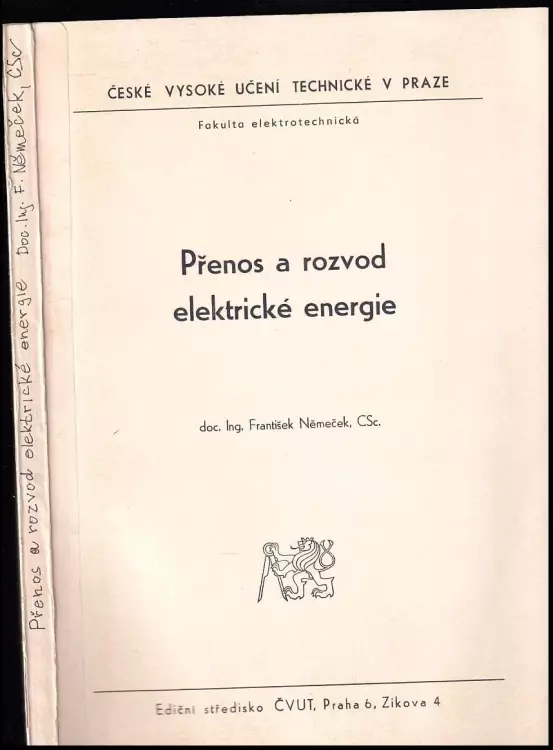 Přenos a rozvod elektrické energie Doc. Ing. F. Němeček, CSc
ČESKÉ VYSOKÉ UČENÍ TECHNICKÉ V PRAZE
Fakulta elektrotechnická
Přenos a rozvod
elektrické energie
doc. Ing. František Němeček, CSc.
Ediční středisko ČVUT, Praha 6, Zikova 4